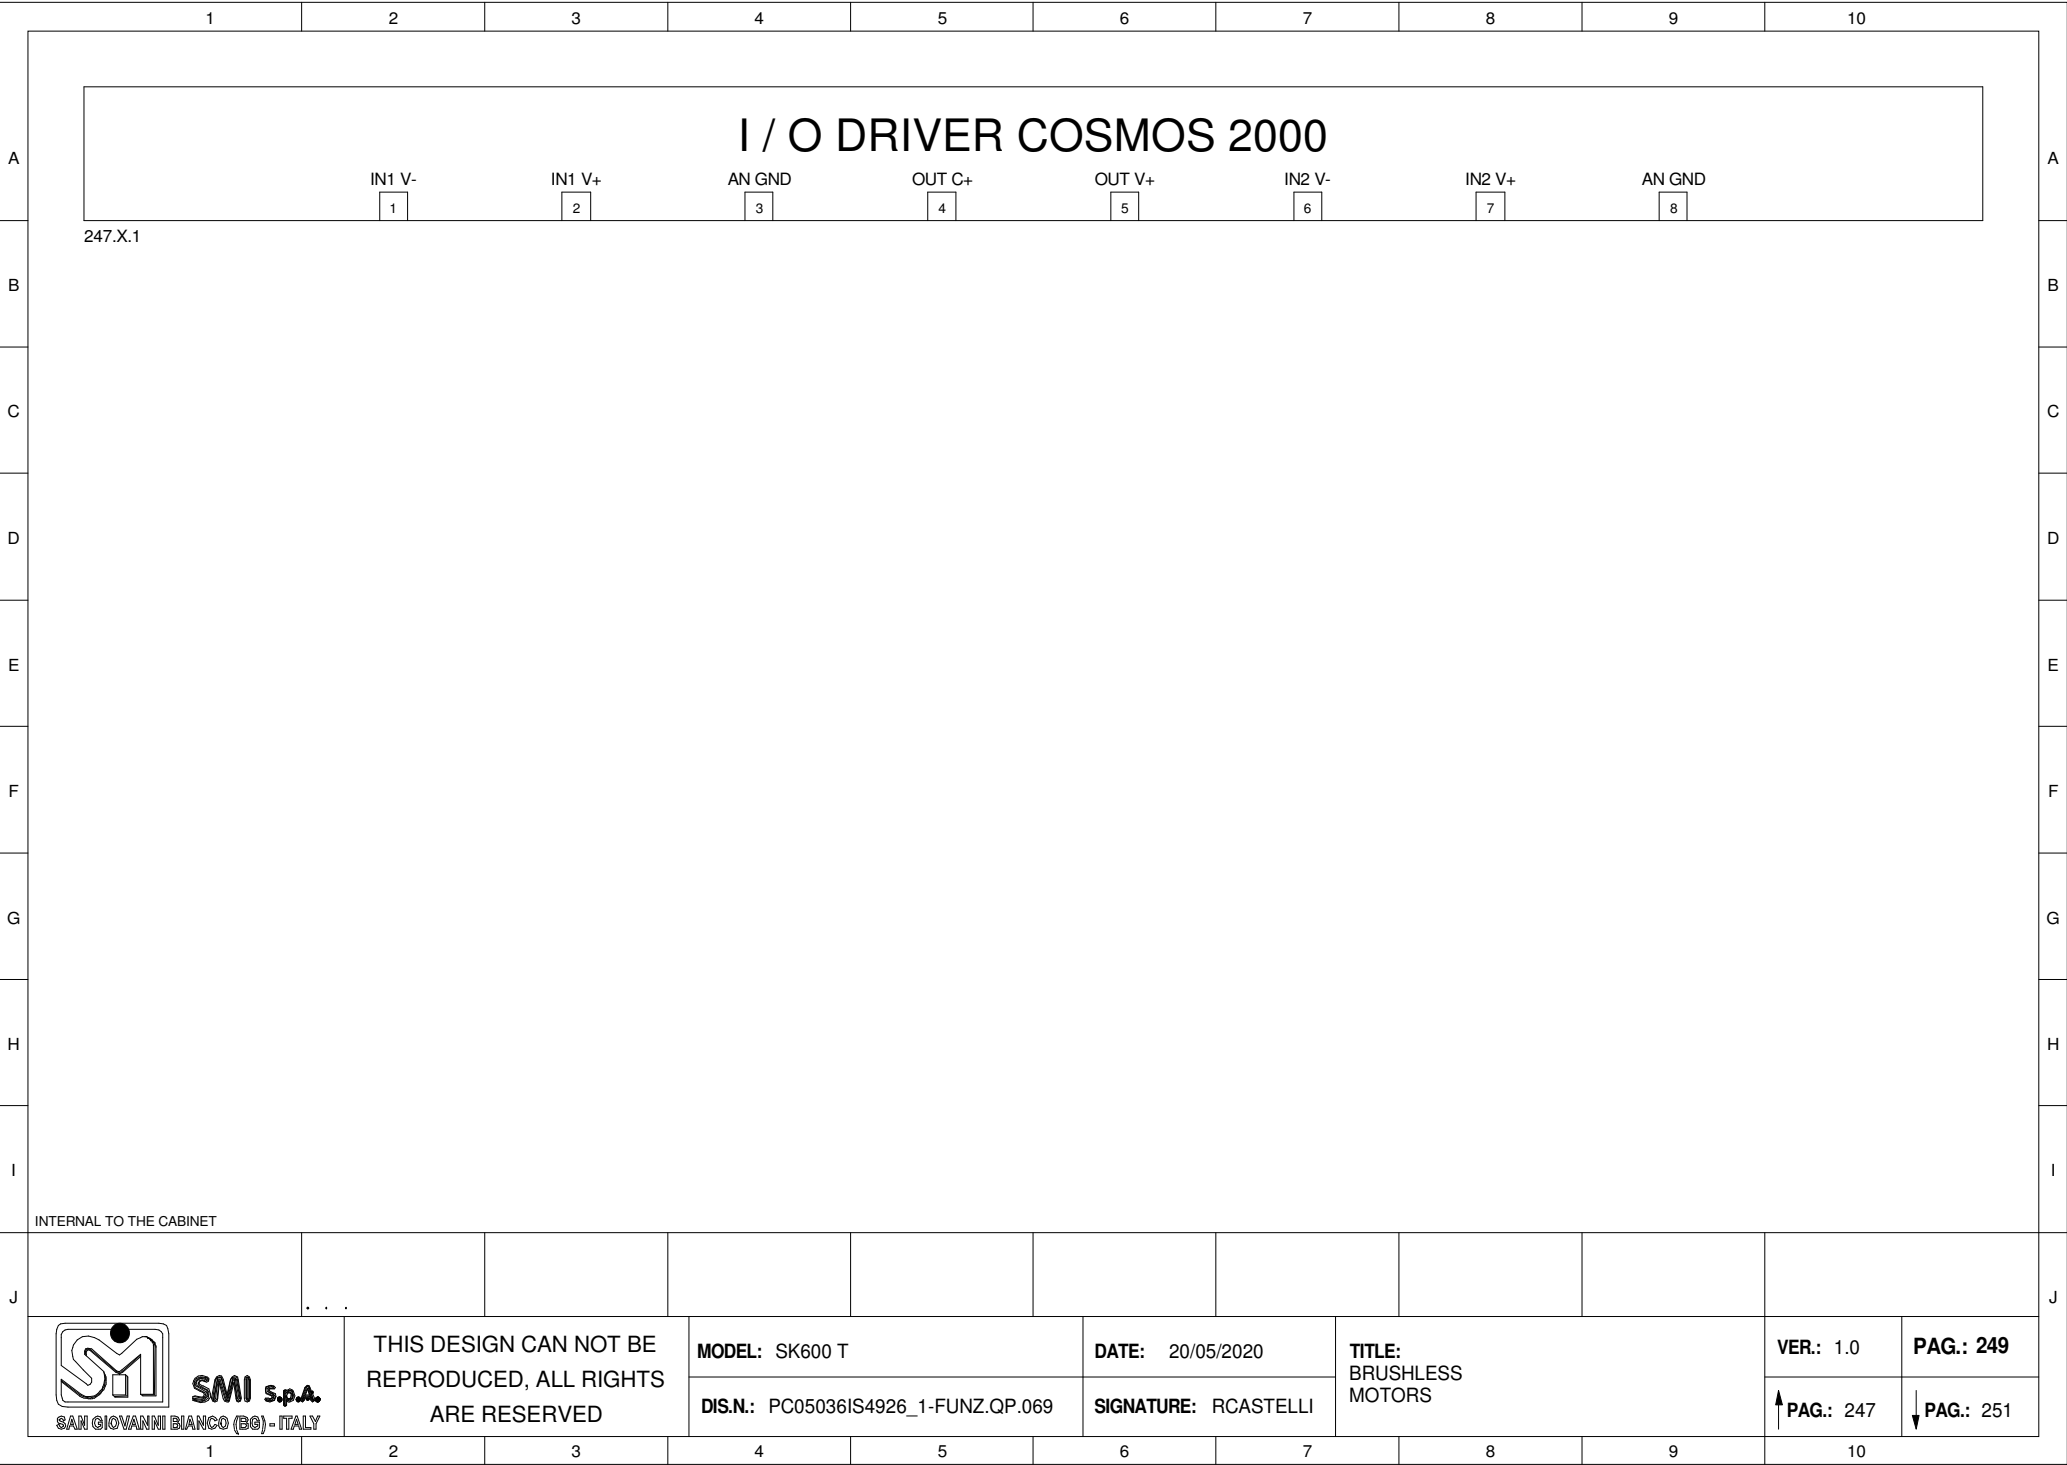 1 2 3 4 5 6 7 8 9 10
I / O DRIVER COSMOS 2000
A A
IN1 V- IN1 V+ AN GND OUT C+ OUT V+ IN2 V- IN2 V+ AN GND
1 2 3 4 5 6 7 8
247.X.1
B B
C C
D D
E E
F F
G G
H H
I I
INTERNAL TO THE CABINET
J J
. . .
SMI s.p.A.
SAN GIOVANNI BIANCO (BG) - ITALY
THIS DESIGN CAN NOT BE
REPRODUCED, ALL RIGHTS
ARE RESERVED
MODEL: SK600 T
DIS.N.: PC05036IS4926_1-FUNZ.QP.069
DATE: 20/05/2020
SIGNATURE: RCASTELLI
TITLE:
BRUSHLESS
MOTORS
VER.: 1.0
PAG.: 249
PAG.: 247
PAG.: 251
1 2 3 4 5 6 7 8 9 10